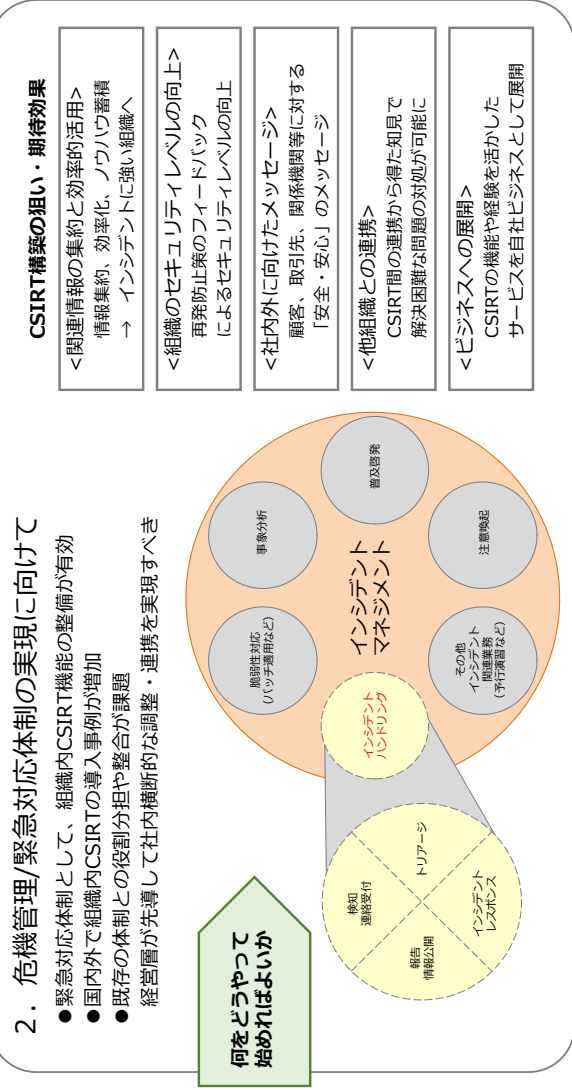 2．危機管理/緊急対応体制の実現に向けて
●緊急対応体制として、組織内CSIRT機能の整備が有効
●国内外で組織内CSIRTの導入事例が増加
●既存の体制との役割分担や整合が課題
経営層が先導して社内横断的な調整・連携を実現すべき
何をどうやって
始めればよいか
検知
連絡受付
トリアージ
報告
情報公開
インシデント
レスポンス
インシデント
ハンドリング
脆弱性対応
(パッチ適用など)
事象分析
普及啓発
注意喚起
その他
インシデント
関連業務
(予行演習など)
インシデント
マネジメント
CSIRT構築の狙い・期待効果
<関連情報の集約と効率的活用>
情報集約、効率化、ノウハウ蓄積
→ インシデントに強い組織へ
<組織のセキュリティレベルの向上>
再発防止策のフィードバック
によるセキュリティレベルの向上
<社内外に向けたメッセージ>
顧客、取引先、関係機関等に対する
「安全・安心」のメッセージ
<他組織との連携>
CSIRT間の連携から得た知見で
解決困難な問題の対処が可能に
<ビジネスへの展開>
CSIRTの機能や経験を活かした
サービスを自社ビジネスとして展開